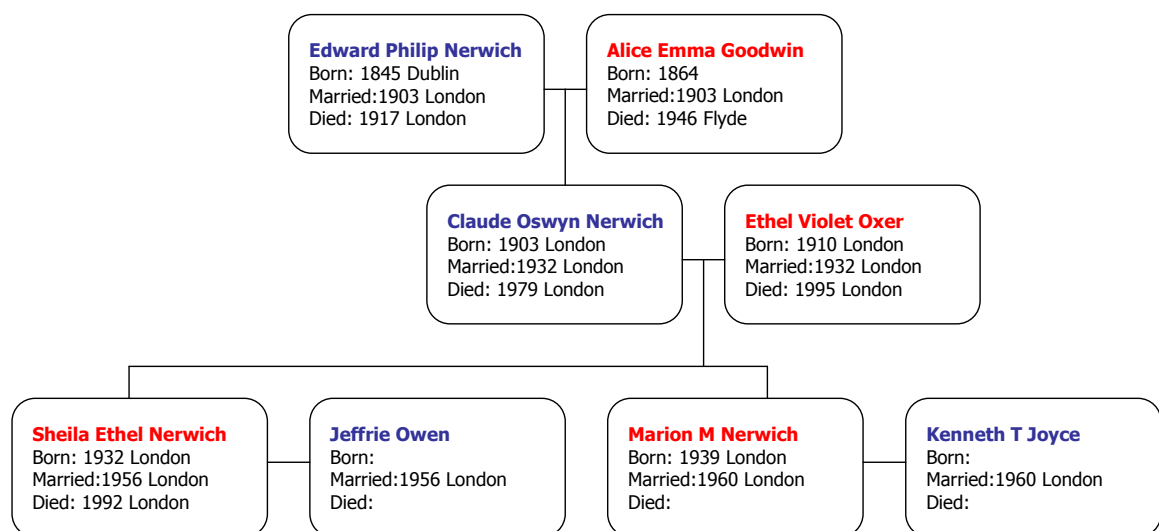 Edward Philip Nerwich
Born: 1845 Dublin
Married:1903 London
Died: 1917 London
Alice Emma Goodwin
Born: 1864
Married:1903 London
Died: 1946 Flyde
Claude Oswyn Nerwich
Born: 1903 London
Married:1932 London
Died: 1979 London
Ethel Violet Oxer
Born: 1910 London
Married:1932 London
Died: 1995 London
Sheila Ethel Nerwich
Born: 1932 London
Married:1956 London
Died: 1992 London
Jeffrie Owen
Born:
Married:1956 London
Died:
Marion M Nerwich
Born: 1939 London
Married:1960 London
Died:
Kenneth T Joyce
Born:
Married:1960 London
Died: